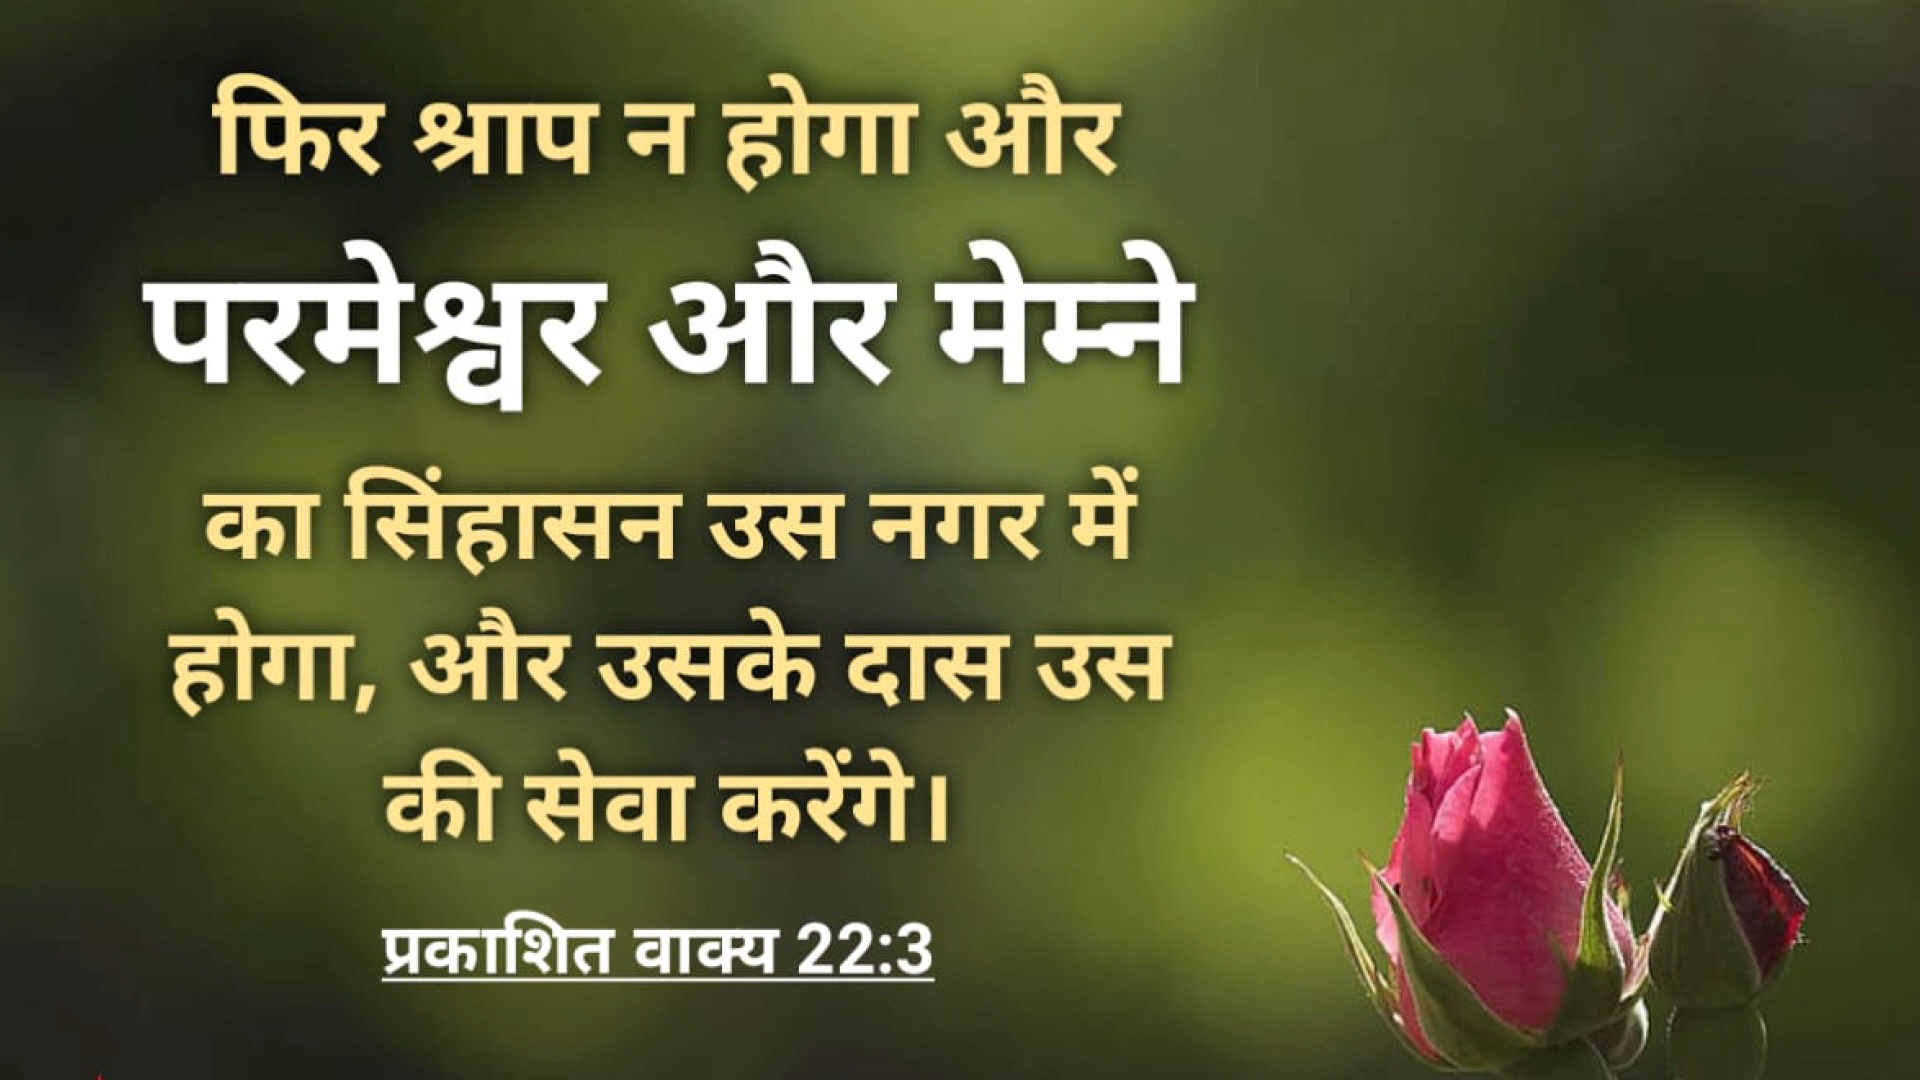 फिर श्राप न होगा और
परमेश्वर और मेम्ने
का सिंहासन उस नगर में
होगा, और उसके दास उस
की सेवा करेंगे।
प्रकाशित वाक्य 22:3